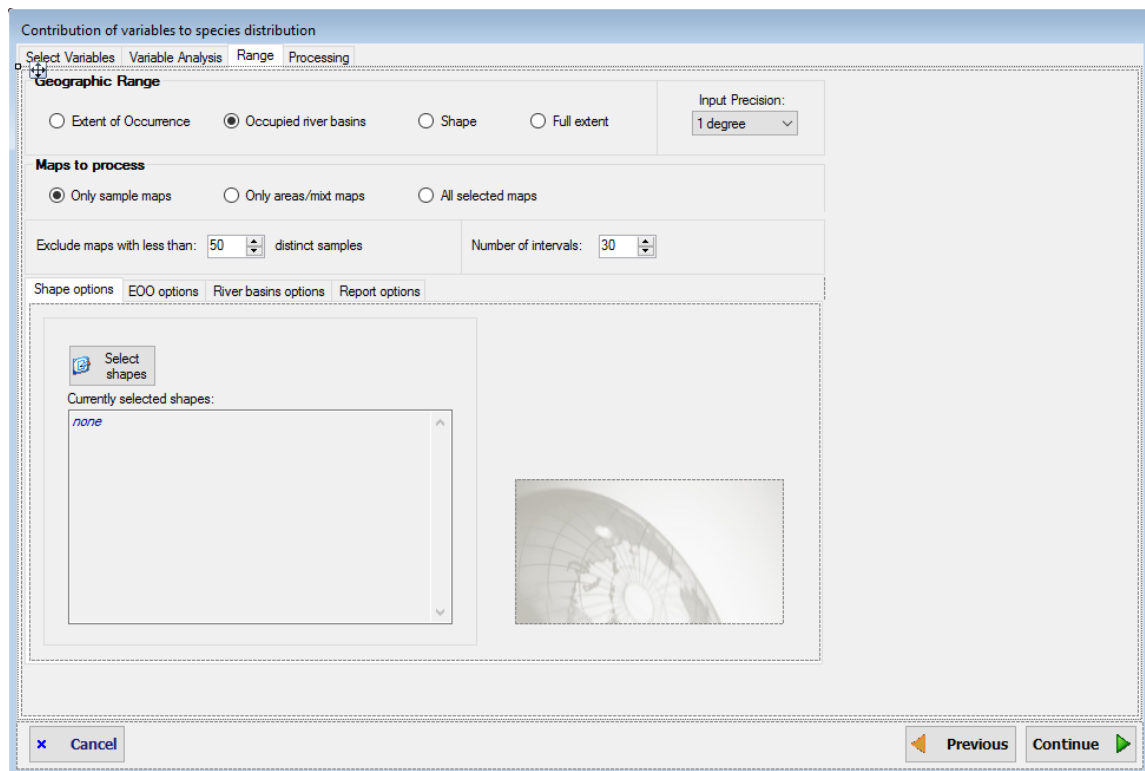 Contribution of variables to species distribution
Select Variables Variable Analysis Range Processing
Geographic Range
Input Precision:
Extent of Occurrence Occupied river basins Shape Full extent 1 degree
Maps to process
Only sample maps Only areas/mixt maps All selected maps
Exclude maps with less than: 50 distinct samples Number of intervals: 30
Shape options EOO options River basins options Report options
Select
shapes
Currently selected shapes:
none
Cancel Previous Continue